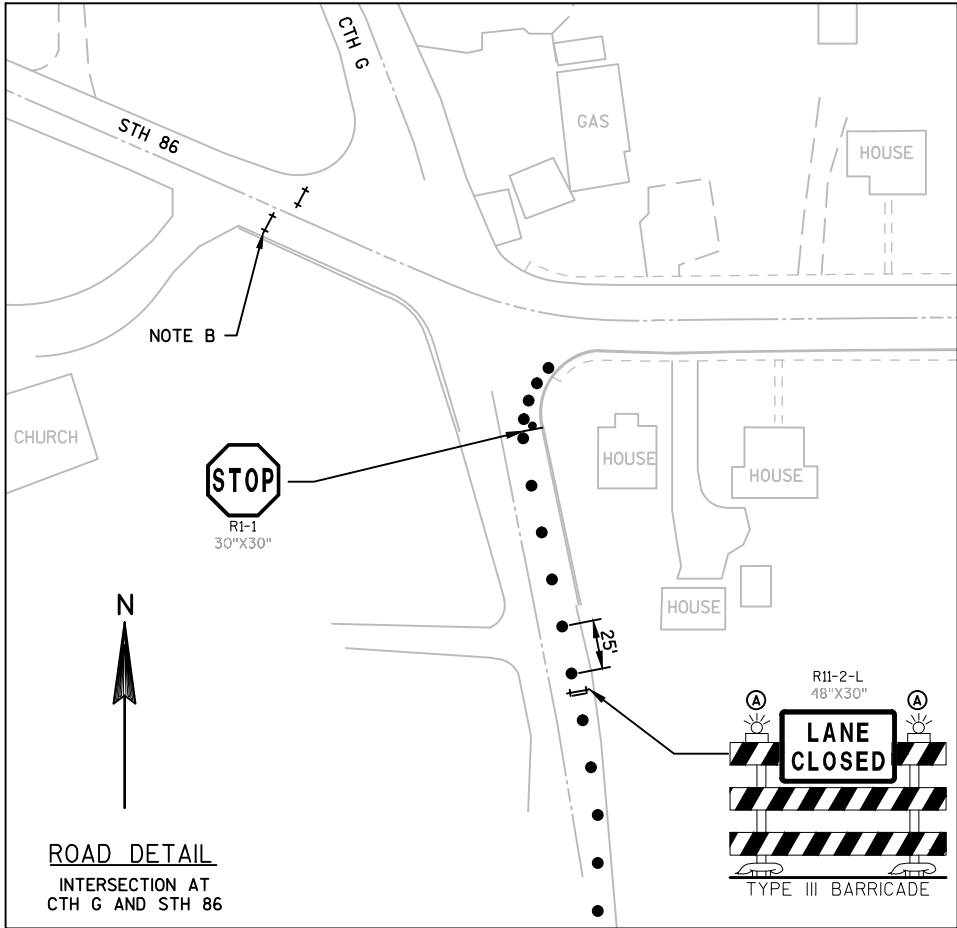 CTH G
STH 86
GAS
HOUSE
NOTE B
CHURCH
STOP
R1-1
30"X30"
HOUSE
HOUSE
HOUSE
N
25'
R11-2-L
48"X30"
A
A
LANE
CLOSED
TYPE III BARRICADE
ROAD DETAIL
INTERSECTION AT
CTH G AND STH 86